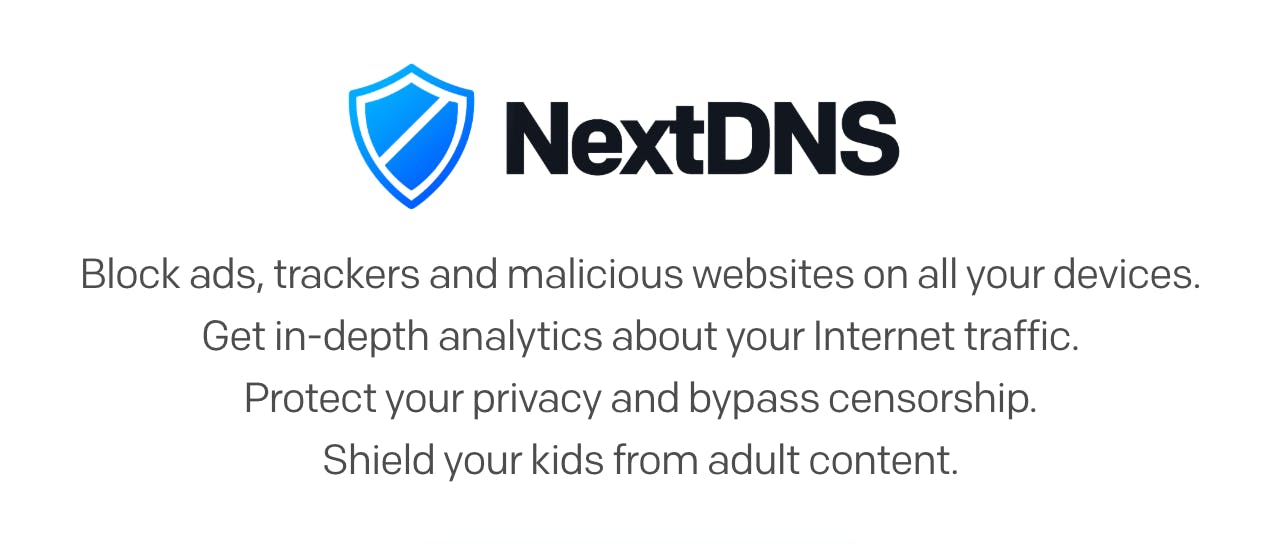 NextDNS
Block ads, trackers and malicious websites on all your devices.
Get in-depth analytics about your Internet traffic.
Protect your privacy and bypass censorship.
Shield your kids from adult content.